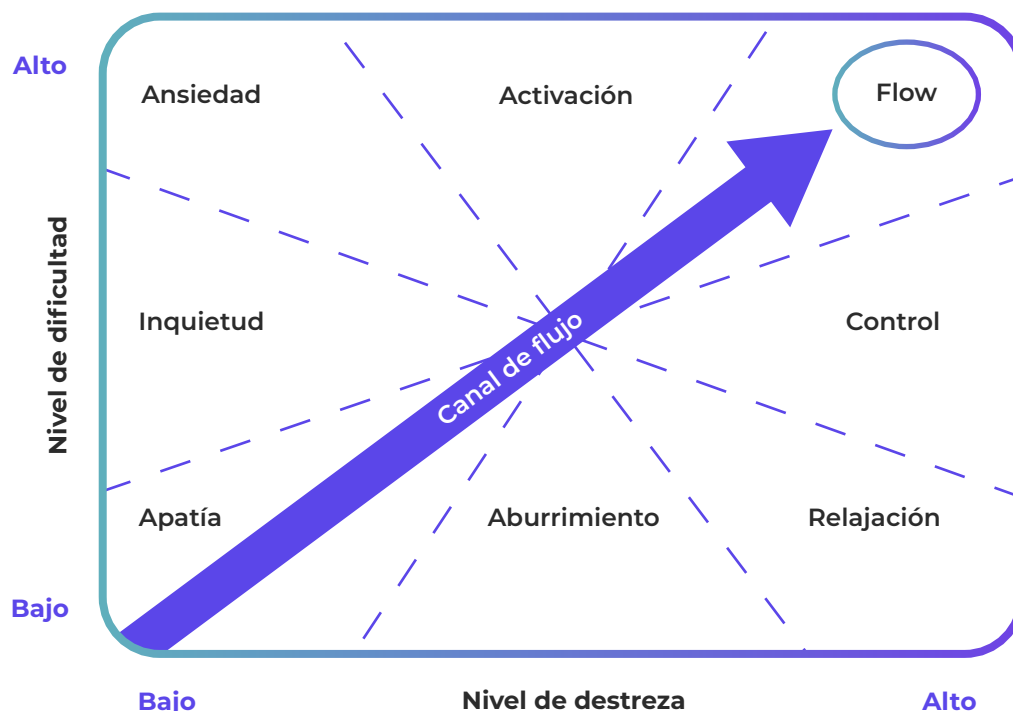 Alto
Ansiedad
Activación
Flow
Nivel de dificultad
Inquietud
Canal de flujo
Control
Apatía
Aburrimiento
Relajación
Bajo
Bajo
Nivel de destreza
Alto